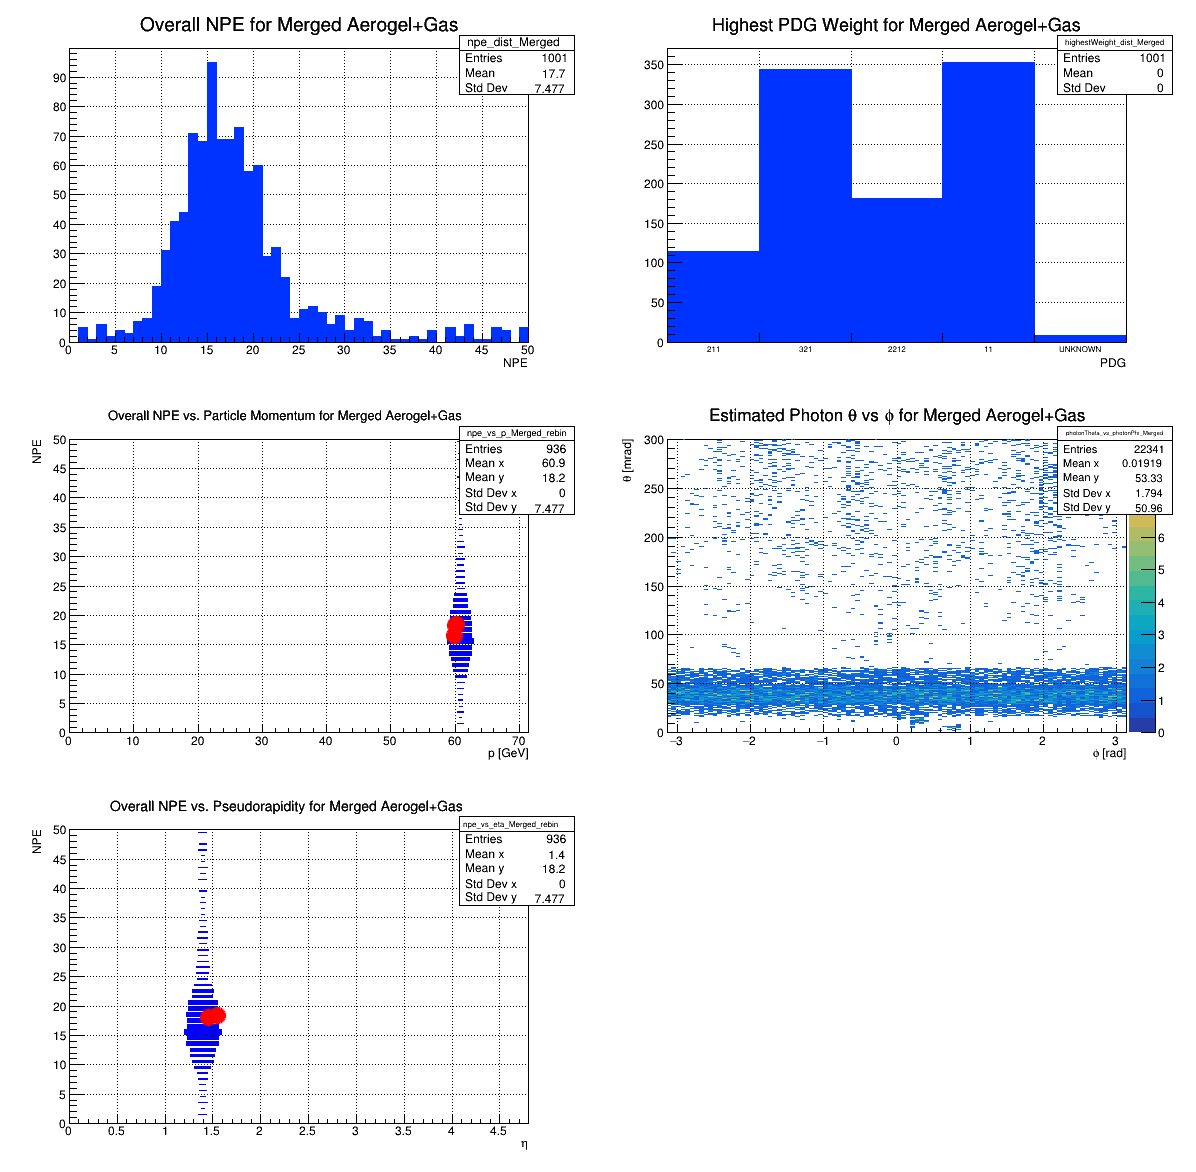 Overall NPE for Merged Aerogel+Gas
npe_dist_Merged
Entries 1001
Mean 17.7
Std Dev 7.477
90
80
70
60
50
40
30
20
10
0
0 5 10 15 20 25 30 35 40 45 50
NPE
Highest PDG Weight for Merged Aerogel+Gas
highestWeight_dist_Merged
Entries 1001
Mean 0
Std Dev 0
350
300
250
200
150
100
50
0
211 321 2212 11 UNKNOWN
PDG
Overall NPE vs. Particle Momentum for Merged Aerogel+Gas
npe_vs_p_Merged_rebin
Entries 936
Mean x 60.9
Mean y 18.2
Std Dev x 0
Std Dev y 7.477
NPE
50
45
40
35
30
25
20
15
10
5
0
0 10 20 30 40 50 60 70
p [GeV]
Estimated Photon θ vs ϕ for Merged Aerogel+Gas
photonTheta_vs_photonPhi_Merged
Entries 22341
Mean x 0.01919
Mean y 53.33
Std Dev x 1.794
Std Dev y 50.96
θ [mrad]
300
250
200
150
100
50
0
−3 −2 −1 0 1 2 3
ϕ [rad]
6
5
4
3
2
1
0
Overall NPE vs. Pseudorapidity for Merged Aerogel+Gas
npe_vs_eta_Merged_rebin
Entries 936
Mean x 1.4
Mean y 18.2
Std Dev x 0
Std Dev y 7.477
NPE
50
45
40
35
30
25
20
15
10
5
0
0 0.5 1 1.5 2 2.5 3 3.5 4 4.5
η